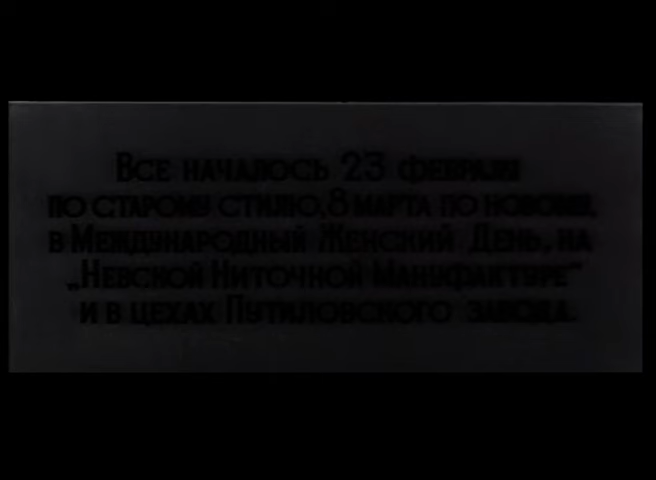 Все началось 23 февраля
по старому стилю, 8 марта по новому,
в Международный Женский День, на
„Невской Ниточной Мануфактуре"
и в цехах Путиловского завода.